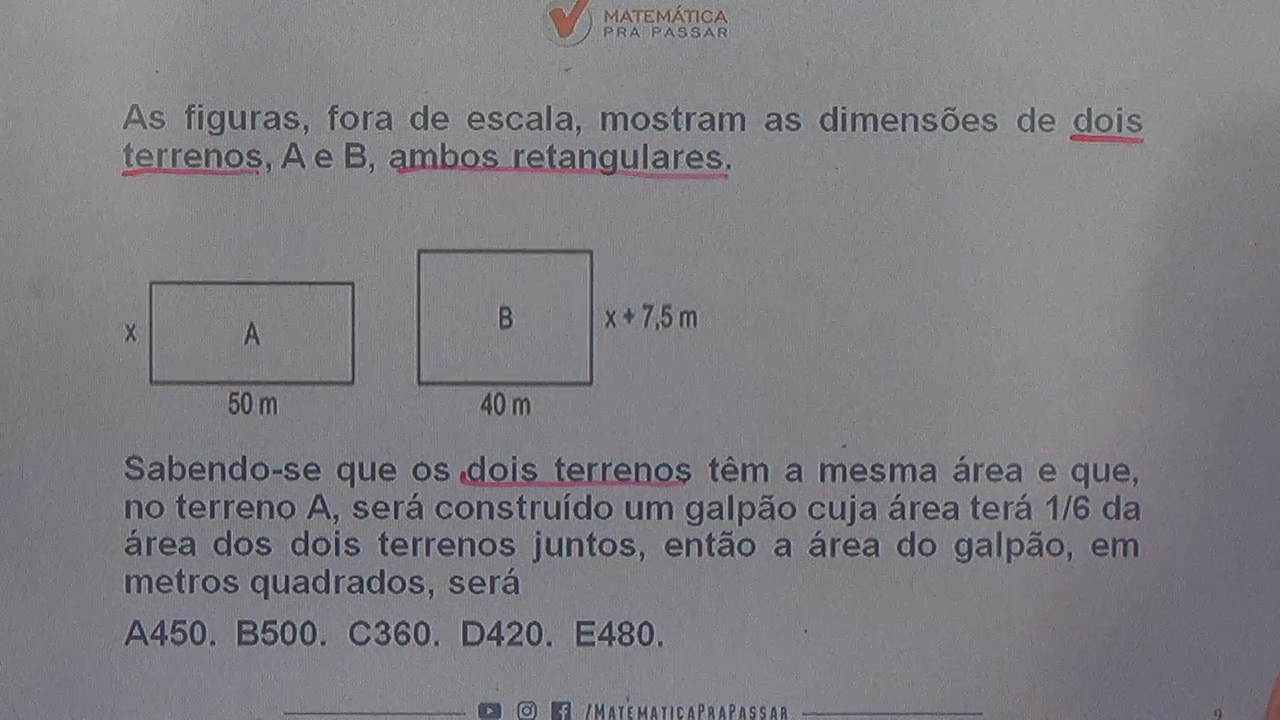 MATEMÁTICA
PRA PASSAR
As figuras, fora de escala, mostram as dimensões de dois
terrenos, A e B, ambos retangulares.
x A B x + 7,5 m
50 m 40 m
Sabendo-se que os dois terrenos têm a mesma área e que,
no terreno A, será construído um galpão cuja área terá 1/6 da
área dos dois terrenos juntos, então a área do galpão, em
metros quadrados, será
A450. B500. C360. D420. E480.
/MATEMATICAPRAPASSAR